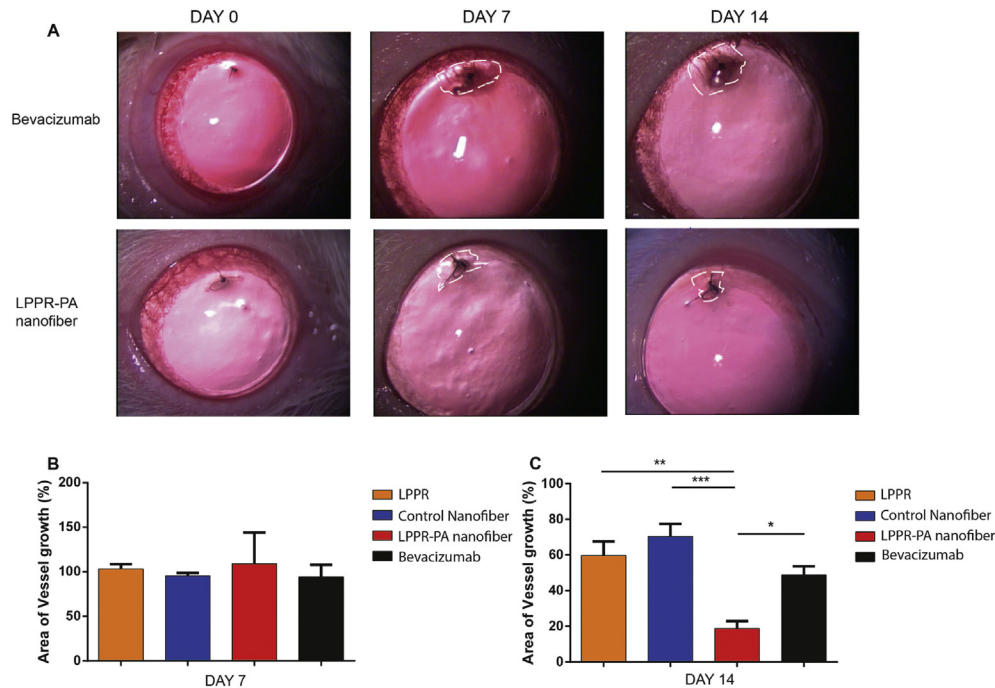 DAY 0
DAY 7
DAY 14
A
Bevacizumab
LPPR-PA
nanofiber
B
Area of Vessel growth (%)
200
150
100
50
0
DAY 7
LPPR
Control Nanofiber
LPPR-PA nanofiber
Bevacizumab
C
Area of Vessel growth (%)
100
80
60
40
20
0
**
***
*
DAY 14
LPPR
Control Nanofiber
LPPR-PA nanofiber
Bevacizumab